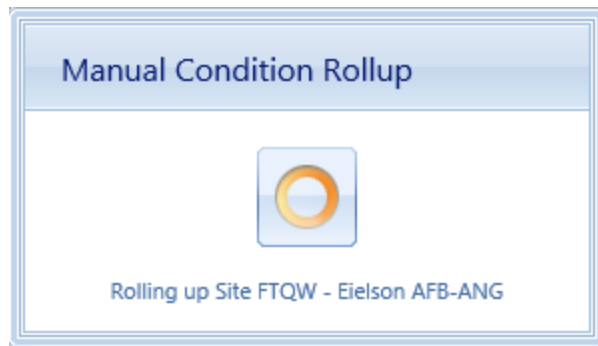 Manual Condition Rollup
Rolling up Site FTQW - Eielson AFB-ANG